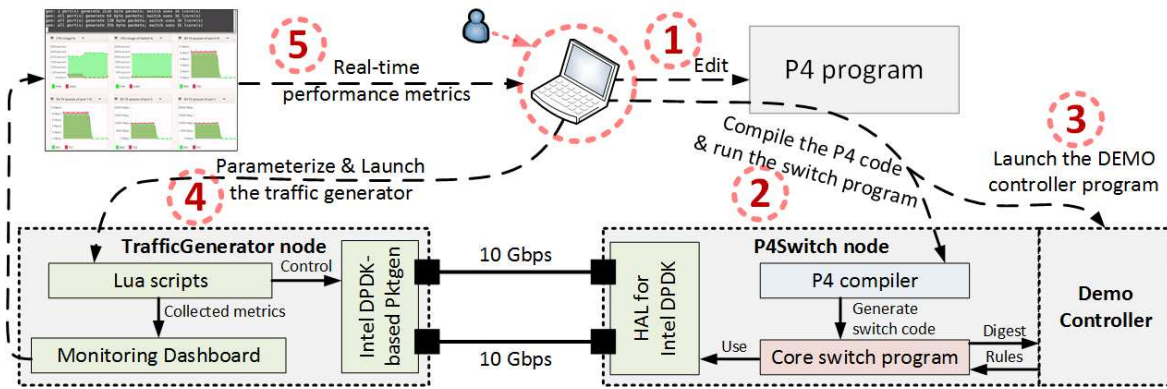 5
Real-time
performance metrics
1
Edit
P4 program
Compile the P4 code
& run the switch program
2
3
Launch the DEMO
controller program
Parameterize & Launch
the traffic generator
4
TrafficGenerator node
Lua scripts
Control
Collected metrics
Monitoring Dashboard
Intel DPDK-
based Pktgen
10 Gbps
10 Gbps
P4Switch node
HAL for
Intel DPDK
P4 compiler
Generate
switch code
Use
Core switch program
Digest
Rules
Demo
Controller